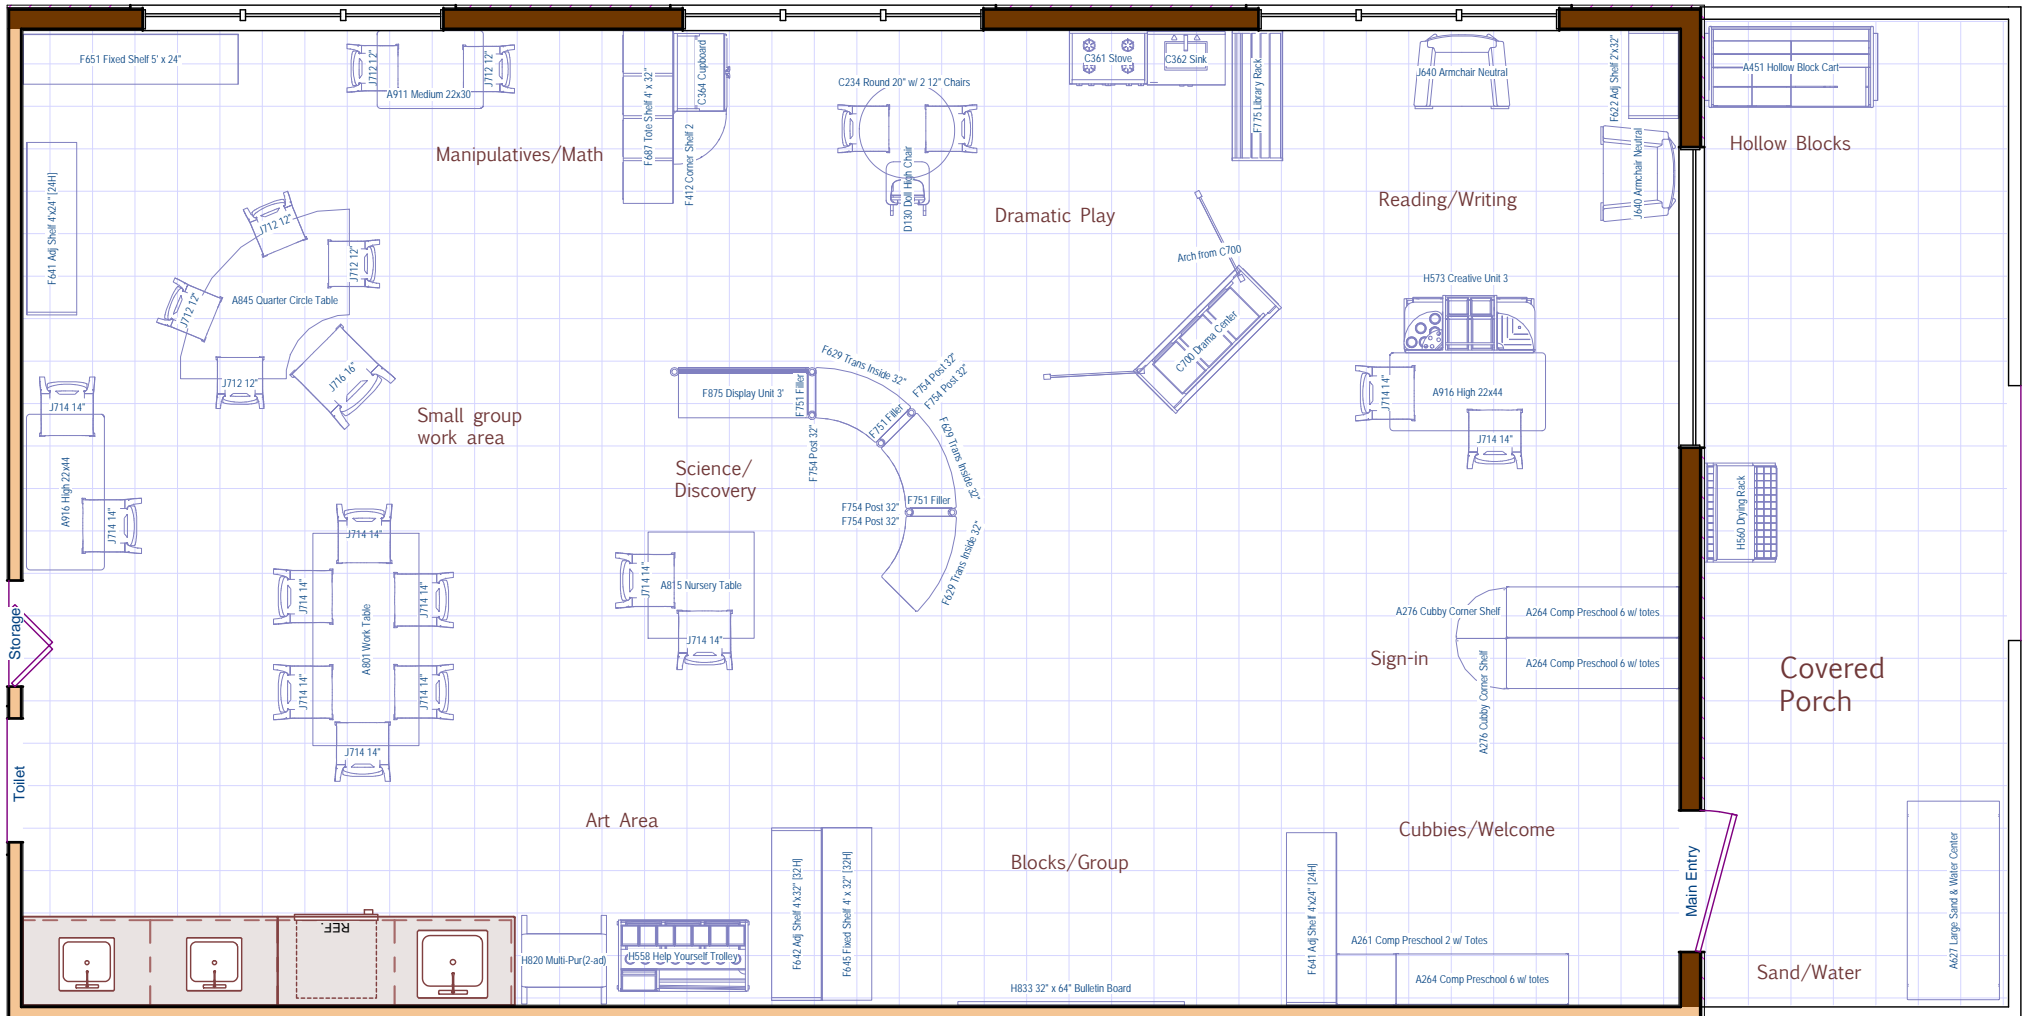 F651 Fixed Shelf 5' x 24"
J712 12"
J712 12"
A911 Medium 22x30
Manipulatives/Math
F687 Tote Shelf 4' x 32"
C364 Cupboard
F412 Corner Shelf 2
C234 Round 20" w/ 2 12" Chairs
D130 Doll High Chair
Dramatic Play
C361 Stove
C362 Sink
F775 Library Rack
J640 Armchair Neutral
F622 Adj Shelf 2'x32"
J640 Armchair Neutral
Reading/Writing
A451 Hollow Block Cart
Hollow Blocks
F641 Adj Shelf 4'x24" [24H]
J712 12"
J712 12"
J712 12"
A845 Quarter Circle Table
J712 12"
J716 16"
Small group
work area
Arch from C700
C700 Drama Center
H573 Creative Unit 3
J714 14"
A916 High 22x44
J714 14"
J714 14"
A916 High 22x44
J714 14"
F875 Display Unit 3'
F751 Filler
F629 Trans Inside 32"
F754 Post 32"
F754 Post 32"
F751 Filler
F754 Post 32"
F629 Trans Inside 32"
Science/
Discovery
F754 Post 32"
F754 Post 32"
F751 Filler
F629 Trans Inside 32"
H560 Drying Rack
J714 14"
J714 14"
J714 14"
A801 Work Table
J714 14"
J714 14"
J714 14"
J714 14"
A815 Nursery Table
J714 14"
A276 Cubby Corner Shelf
A264 Comp Preschool 6 w/ totes
A264 Comp Preschool 6 w/ totes
A276 Cubby Corner Shelf
Sign-in
Covered
Porch
Storage
Toilet
Art Area
Blocks/Group
Cubbies/Welcome
Main Entry
REF.
H820 Multi-Pur(2-ad)
H558 Help Yourself Trolley
F642 Adj Shelf 4'x32" [32H]
F645 Fixed Shelf 4' x 32" [32H]
H833 32" x 64" Bulletin Board
F641 Adj Shelf 4'x24" [24H]
A261 Comp Preschool 2 w/ Totes
A264 Comp Preschool 6 w/ totes
Sand/Water
A627 Large Sand & Water Center